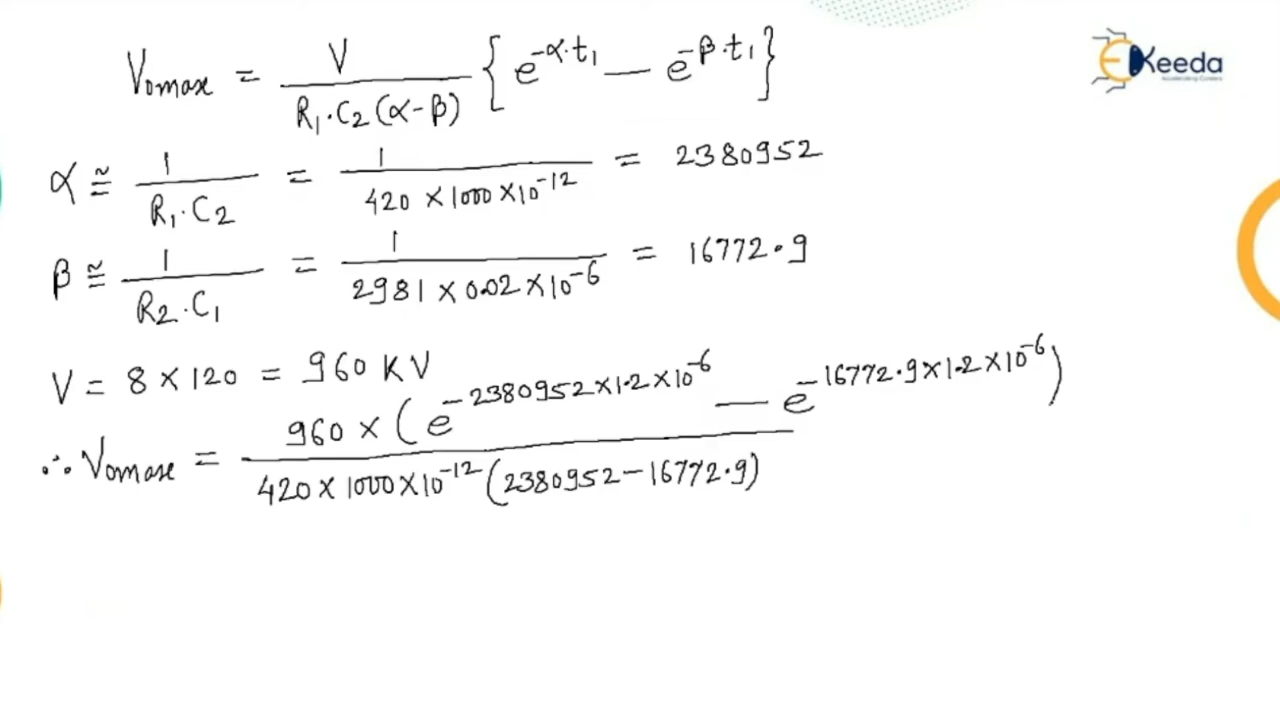 Vomax = V / R₁·C₂(α-β) {e^-α·t₁ — e^-β·t₁}
Keeda
α ≅ 1 / R₁·C₂ = 1 / 420 × 1000 × 10^-12 = 2380952
β ≅ 1 / R₂·C₁ = 1 / 2981 × 0.02 × 10^-6 = 16772.9
V = 8 × 120 = 960 KV
∴ Vomax = 960 × (e^-2380952×1.2×10^-6 — e^-16772.9×1.2×10^-6) / 420 × 1000 × 10^-12 (2380952-16772.9)